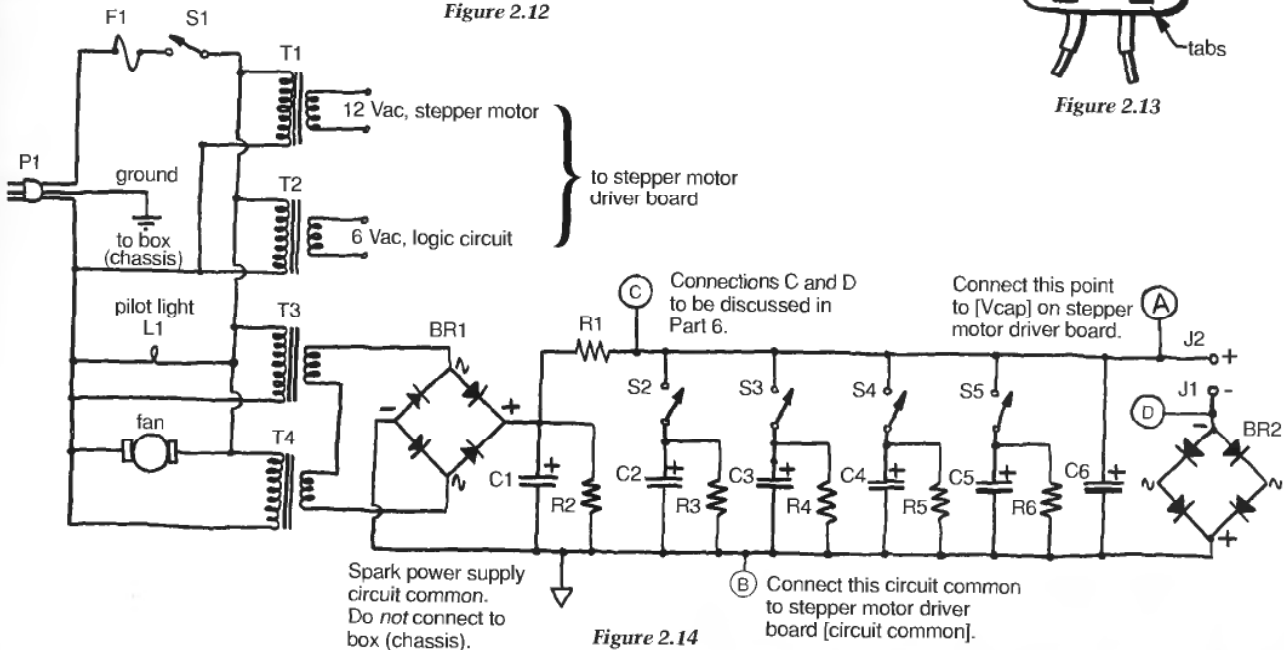 Figure 2.12
tabs
Figure 2.13
F1
S1
T1
12 Vac, stepper motor
P1
ground
to box
(chassis)
T2
6 Vac, logic circuit
to stepper motor
driver board
pilot light
L1
T3
fan
T4
BR1
~
-
+
~
R1
C
Connections C and D
to be discussed in
Part 6.
Connect this point
to [Vcap] on stepper
motor driver board.
A
J2
+
J1
-
D
-
BR2
~
~
+
S2
S3
S4
S5
C1
+
R2
C2
+
R3
C3
+
R4
C4
+
R5
C5
+
R6
C6
+
Spark power supply
circuit common.
Do not connect to
box (chassis).
B
Connect this circuit common
to stepper motor driver
board [circuit common].
Figure 2.14